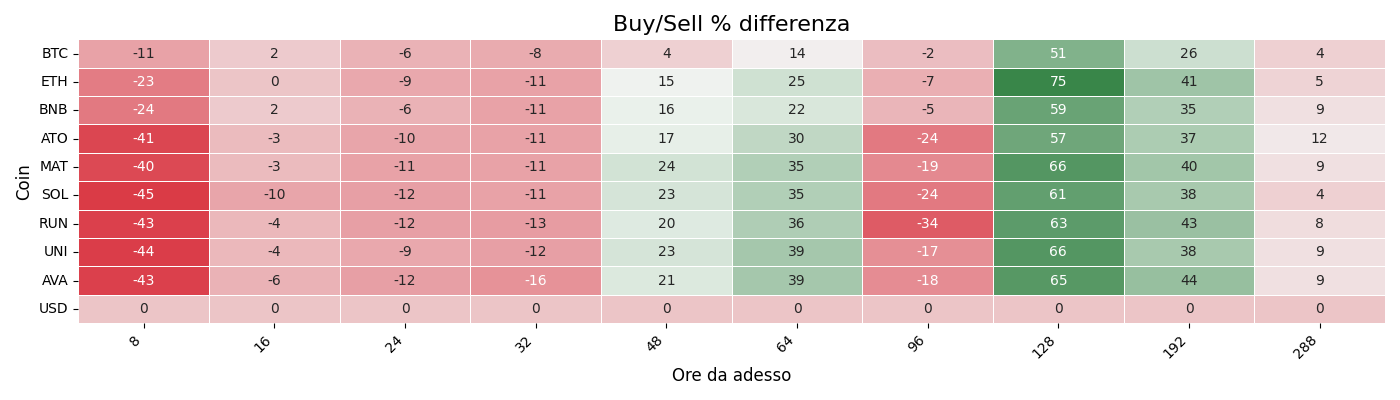 Buy/Sell % differenza
Coin
BTC -11 2 -6 -8 4 14 -2 51 26 4
ETH -23 0 -9 -11 15 25 -7 75 41 5
BNB -24 2 -6 -11 16 22 -5 59 35 9
ATO -41 -3 -10 -11 17 30 -24 57 37 12
MAT -40 -3 -11 -11 24 35 -19 66 40 9
SOL -45 -10 -12 -11 23 35 -24 61 38 4
RUN -43 -4 -12 -13 20 36 -34 63 43 8
UNI -44 -4 -9 -12 23 39 -17 66 38 9
AVA -43 -6 -12 -16 21 39 -18 65 44 9
USD 0 0 0 0 0 0 0 0 0 0
8 16 24 32 48 64 96 128 192 288
Ore da adesso